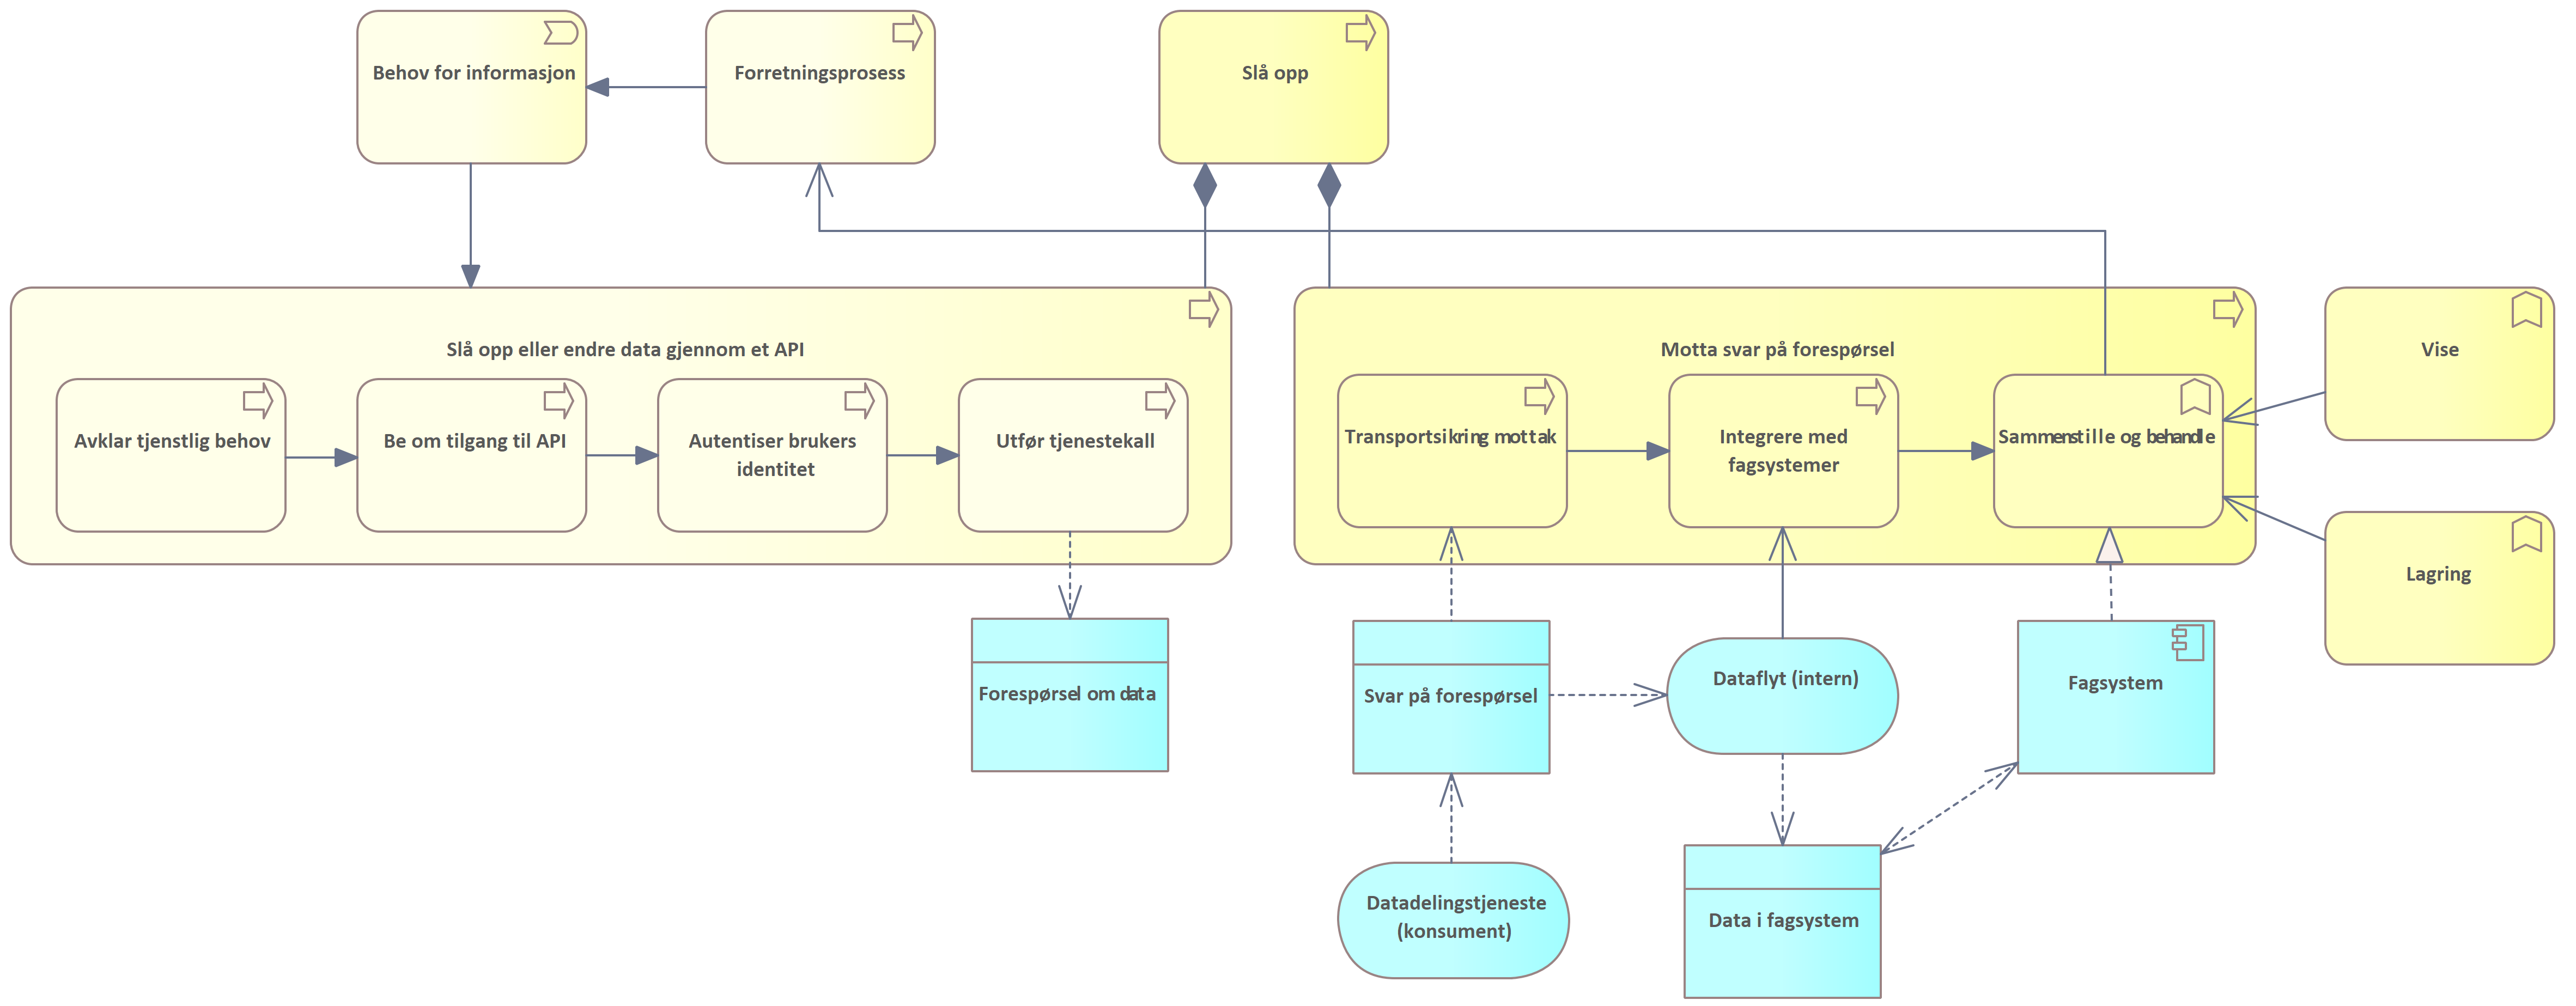 Behov for informasjon
Forretningsprosess
Slå opp
Slå opp eller endre data gjennom et API
Avklar tjenstlig behov
Be om tilgang til API
Autentiser brukers
identitet
Utfør tjenestekall
Motta svar på forespørsel
Transportsikring mottak
Integrere med
fagsystemer
Sammenstille og behandle
Vise
Lagring
Forespørsel om data
Svar på forespørsel
Dataflyt (intern)
Fagsystem
Datadelingstjeneste
(konsument)
Data i fagsystem